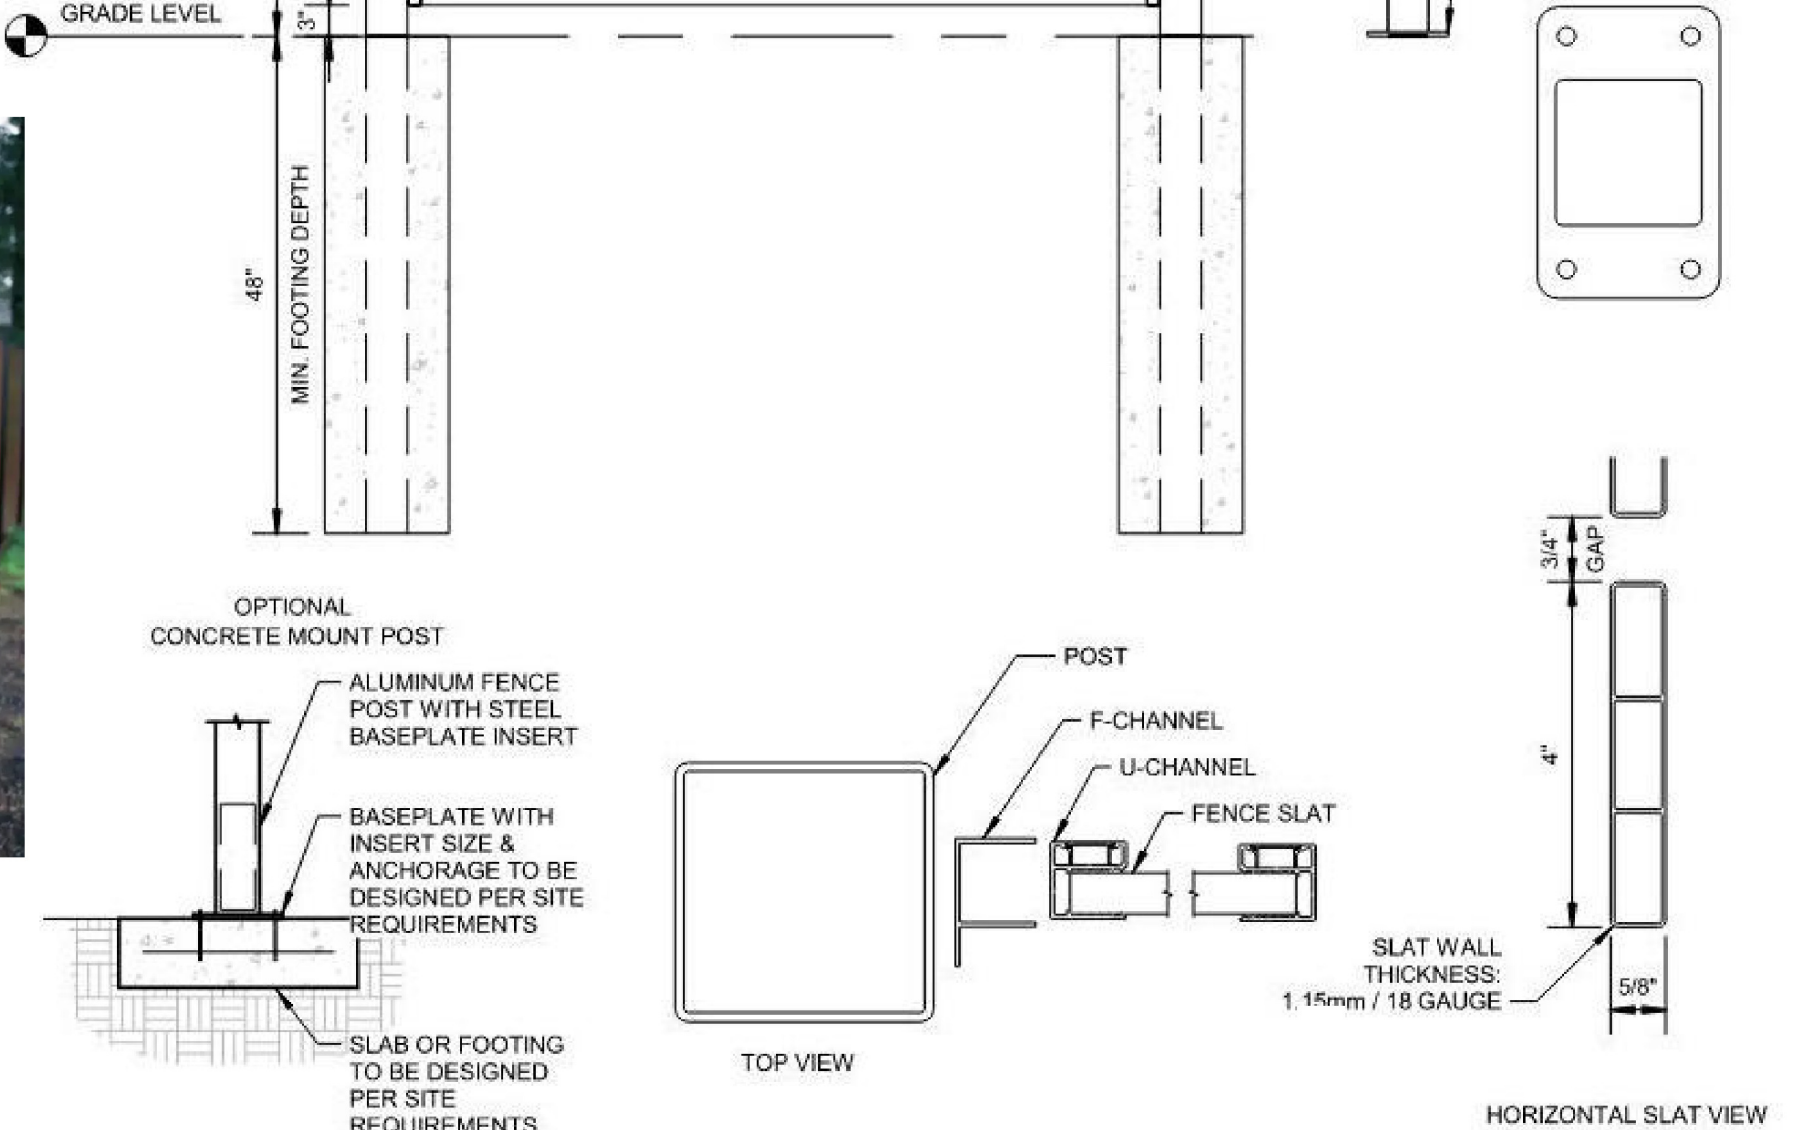 GRADE LEVEL
3"
48"
MIN. FOOTING DEPTH
OPTIONAL
CONCRETE MOUNT POST
ALUMINUM FENCE
POST WITH STEEL
BASEPLATE INSERT
BASEPLATE WITH
INSERT SIZE &
ANCHORAGE TO BE
DESIGNED PER SITE
REQUIREMENTS
SLAB OR FOOTING
TO BE DESIGNED
PER SITE
REQUIREMENTS
POST
F-CHANNEL
U-CHANNEL
FENCE SLAT
TOP VIEW
3/4"
GAP
4"
SLAT WALL
THICKNESS:
1.15mm / 18 GAUGE
5/8"
HORIZONTAL SLAT VIEW